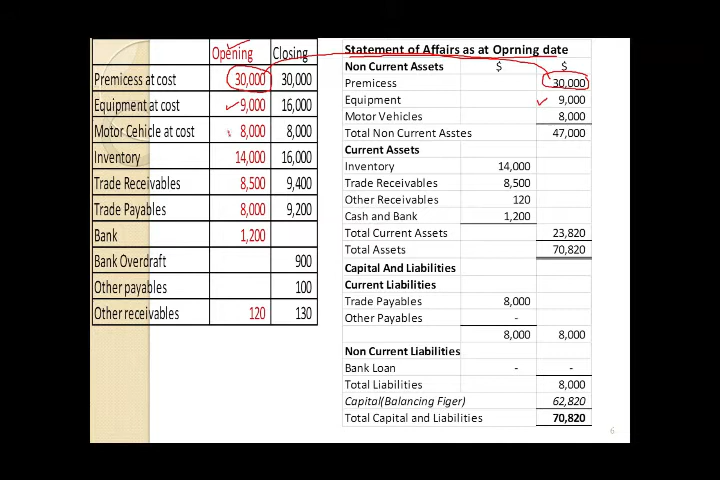 Opening Closing
Premicess at cost 30,000 30,000
Equipment at cost 9,000 16,000
Motor Cehicle at cost 8,000 8,000
Inventory 14,000 16,000
Trade Receivables 8,500 9,400
Trade Payables 8,000 9,200
Bank 1,200
Bank Overdraft 900
Other payables 100
Other receivables 120 130
Statement of Affairs as at Oprning date
Non Current Assets $ $
Premicess 30,000
Equipment 9,000
Motor Vehicles 8,000
Total Non Current Asstes 47,000
Current Assets
Inventory 14,000
Trade Receivables 8,500
Other Receivables 120
Cash and Bank 1,200
Total Current Assets 23,820
Total Assets 70,820
Capital And Liabilities
Current Liabilities
Trade Payables 8,000
Other Payables -
8,000 8,000
Non Current Liabilities
Bank Loan - -
Total Liabilities 8,000
Capital(Balancing Figer) 62,820
Total Capital and Liabilities 70,820
6